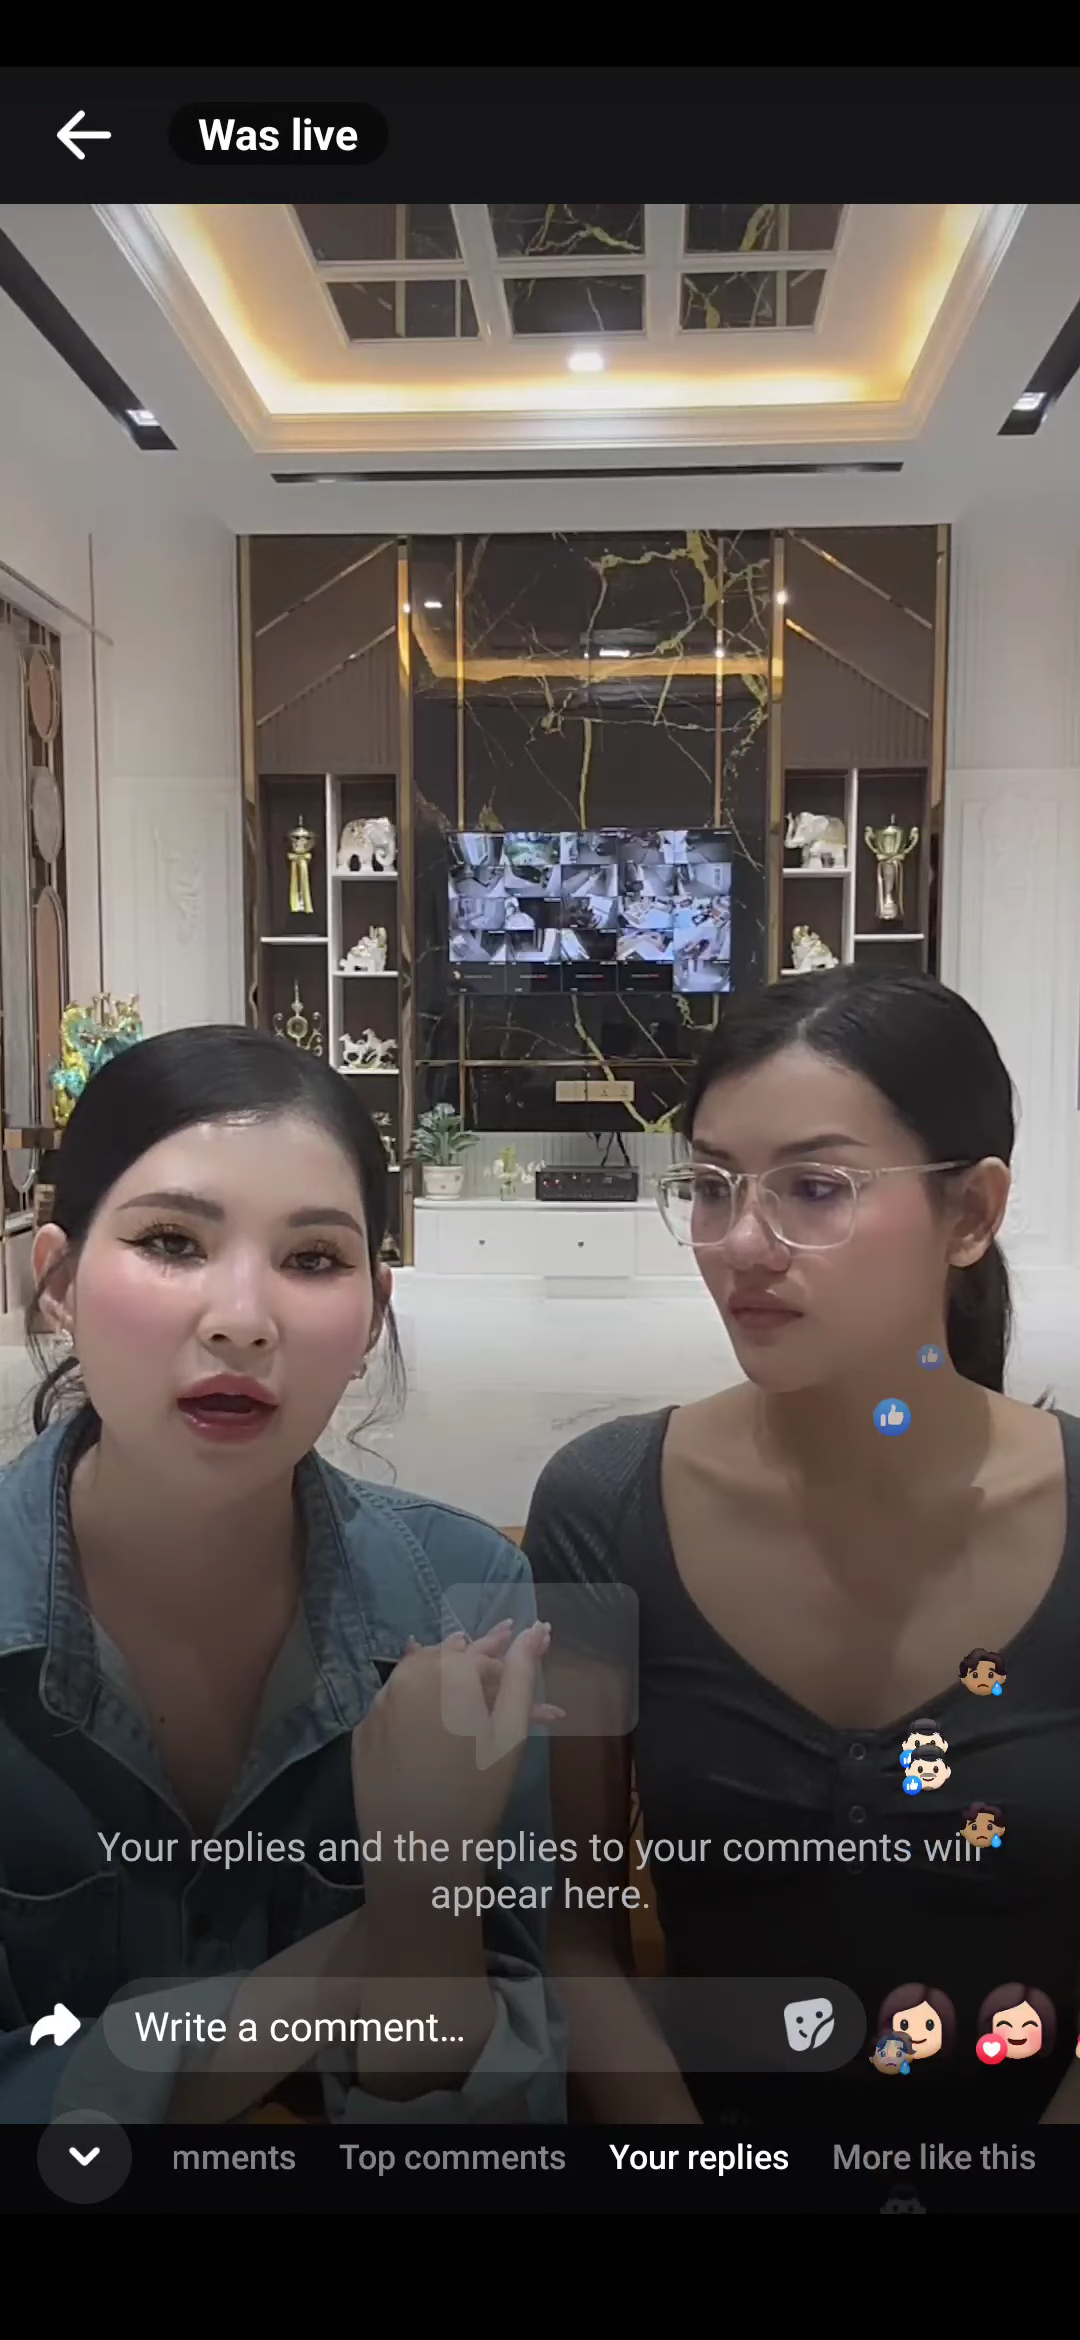 Was live
Your replies and the replies to your comments will
appear here.
Write a comment...
mments
Top comments
Your replies
More like this